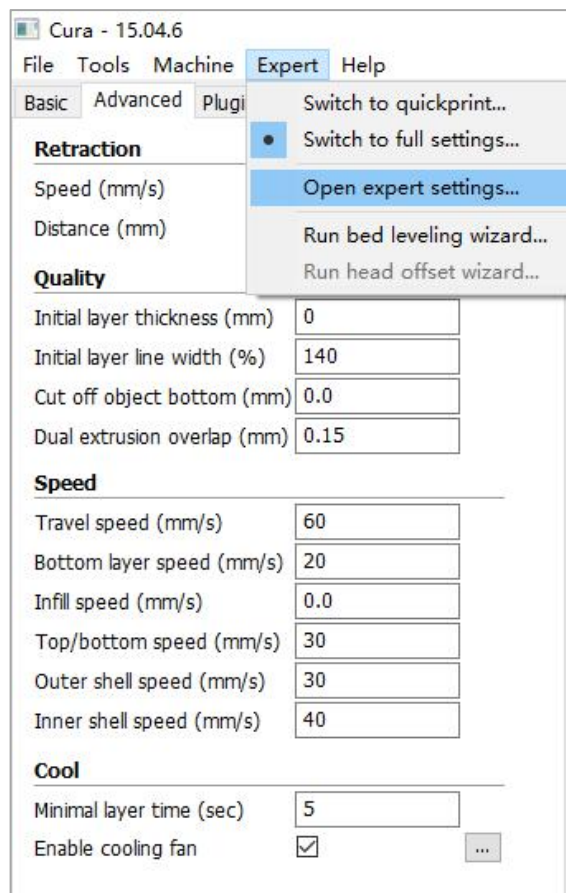 Cura - 15.04.6
File Tools Machine Expert Help
Basic Advanced Plugi
Switch to quickprint...
Switch to full settings...
Open expert settings...
Run bed leveling wizard...
Run head offset wizard...
Retraction
Speed (mm/s)
Distance (mm)
Quality
Initial layer thickness (mm) 0
Initial layer line width (%) 140
Cut off object bottom (mm) 0.0
Dual extrusion overlap (mm) 0.15
Speed
Travel speed (mm/s) 60
Bottom layer speed (mm/s) 20
Infill speed (mm/s) 0.0
Top/bottom speed (mm/s) 30
Outer shell speed (mm/s) 30
Inner shell speed (mm/s) 40
Cool
Minimal layer time (sec) 5
Enable cooling fan ...